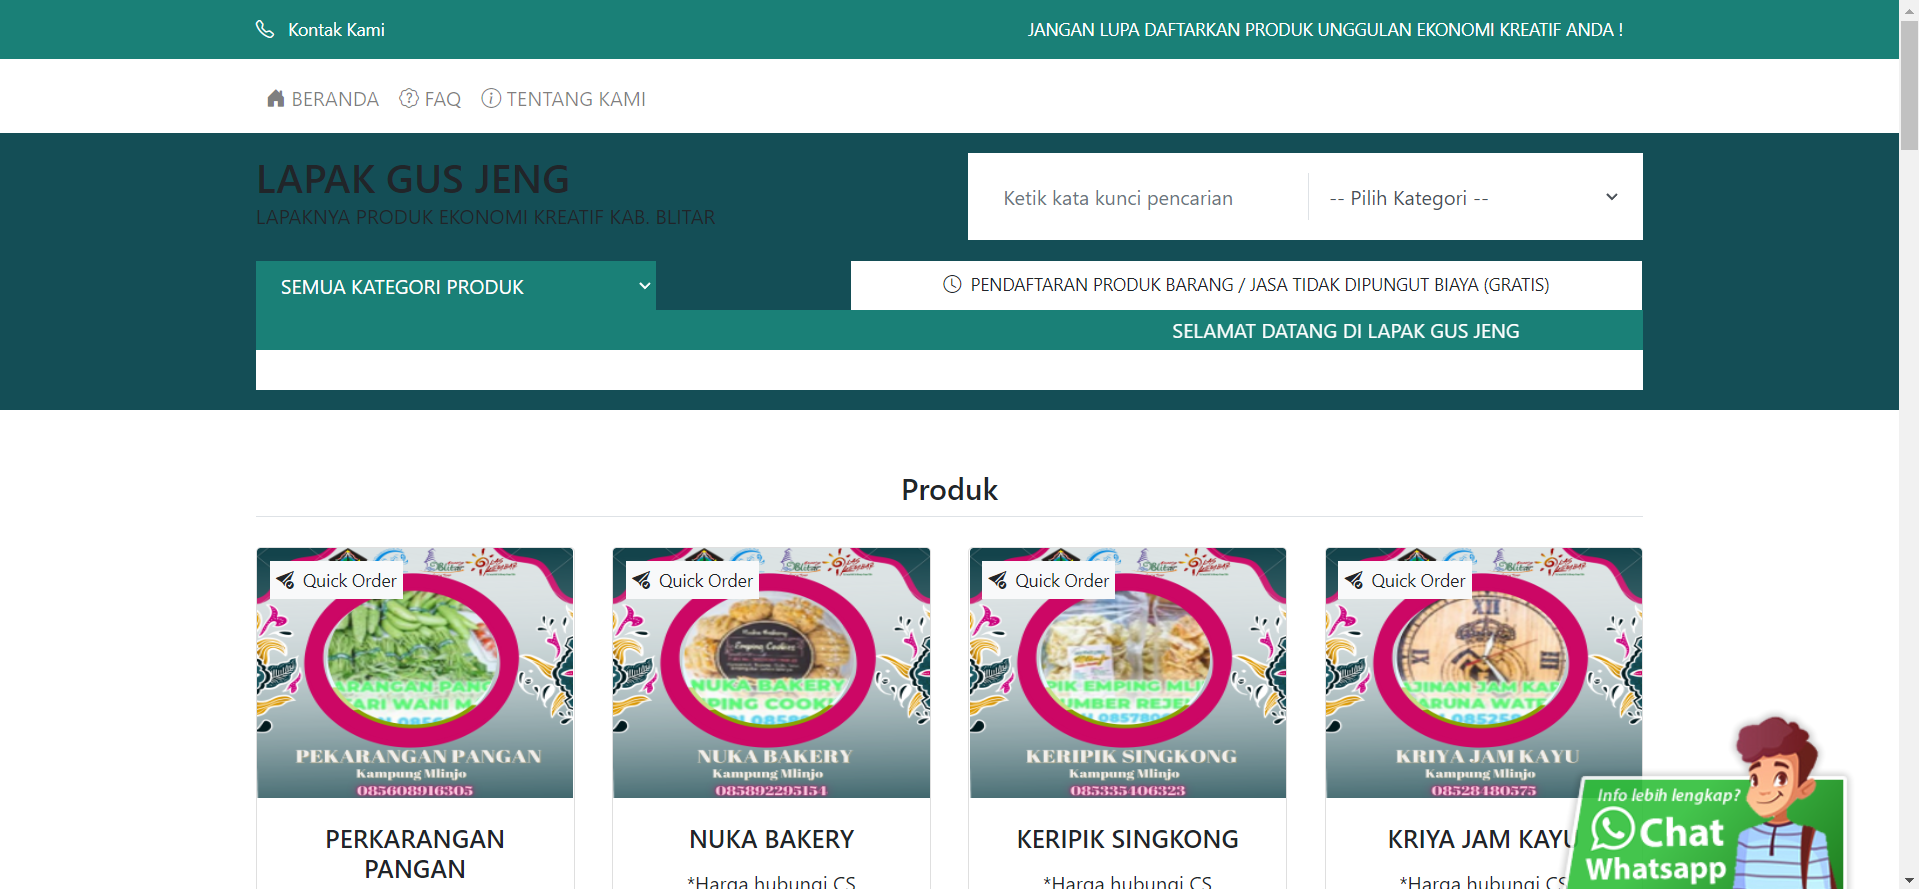 Kontak Kami
JANGAN LUPA DAFTARKAN PRODUK UNGGULAN EKONOMI KREATIF ANDA !
BERANDA
FAQ
TENTANG KAMI
LAPAK GUS JENG
LAPAKNYA PRODUK EKONOMI KREATIF KAB. BLITAR
Ketik kata kunci pencarian
-- Pilih Kategori --
SEMUA KATEGORI PRODUK
PENDAFTARAN PRODUK BARANG / JASA TIDAK DIPUNGUT BIAYA (GRATIS)
SELAMAT DATANG DI LAPAK GUS JENG
Produk
Quick Order
PEKARANGAN PANGAN
Kampung Mlinjo
085608916305
PERKARANGAN
PANGAN
Quick Order
NUKA BAKERY
NUKA BAKERY
Kampung Mlinjo
085892295154
NUKA BAKERY
*Harga hubungi CS
Quick Order
KERIPIK SINGKONG
Kampung Mlinjo
085335406323
KERIPIK SINGKONG
*Harga hubungi CS
Quick Order
XII
III
KRIYA JAM KAYU
Kampung Mlinjo
08528480575
KRIYA JAM KAYU
*Harga hubungi CS
Info lebih lengkap?
Chat
Whatsapp